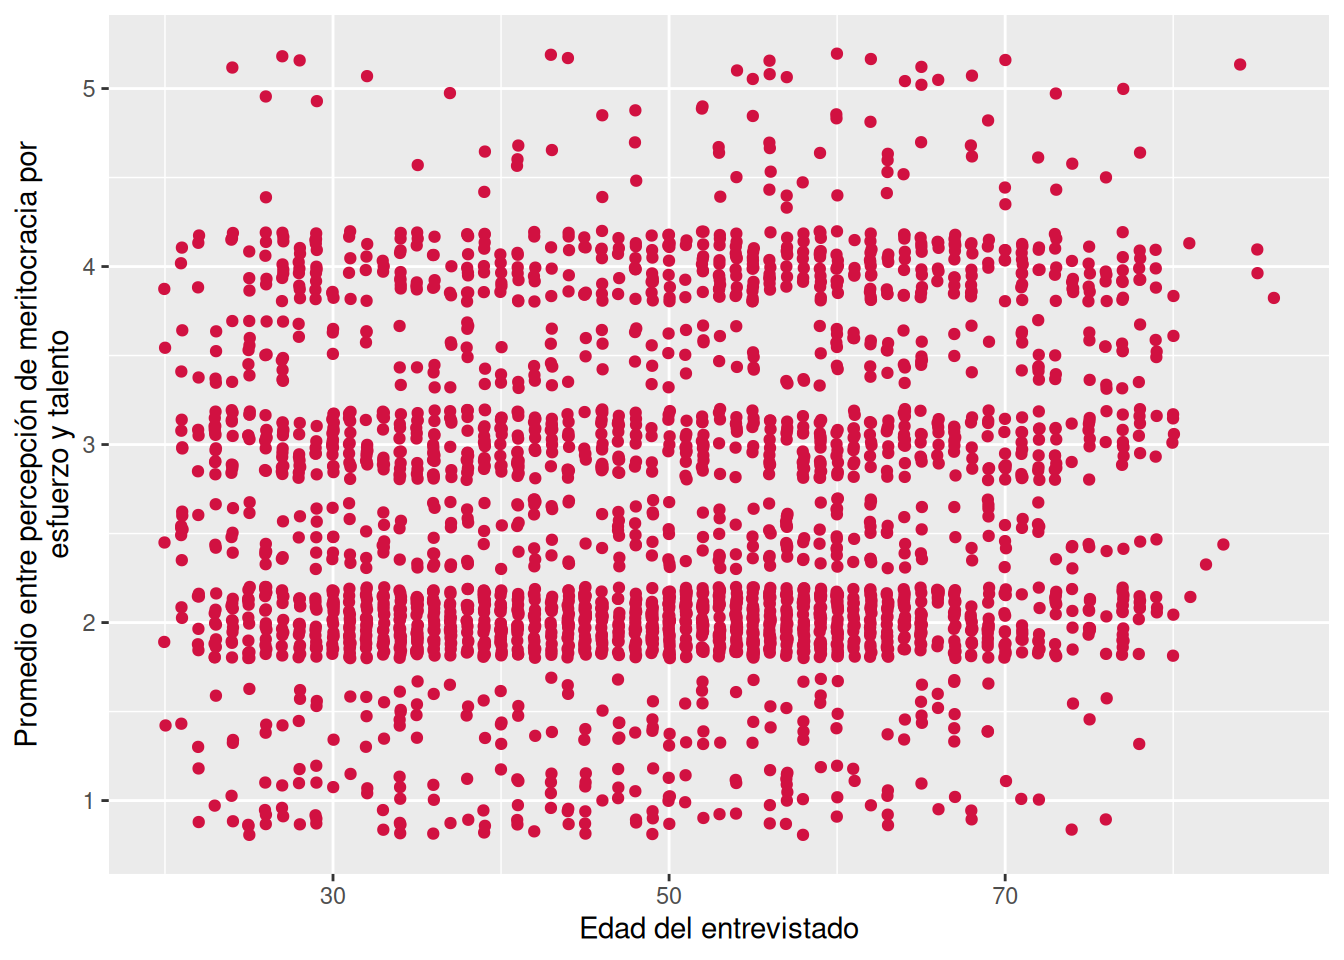 Promedio entre percepción de meritocracia por
esfuerzo y talento
5
4
3
2
1
30
50
70
Edad del entrevistado